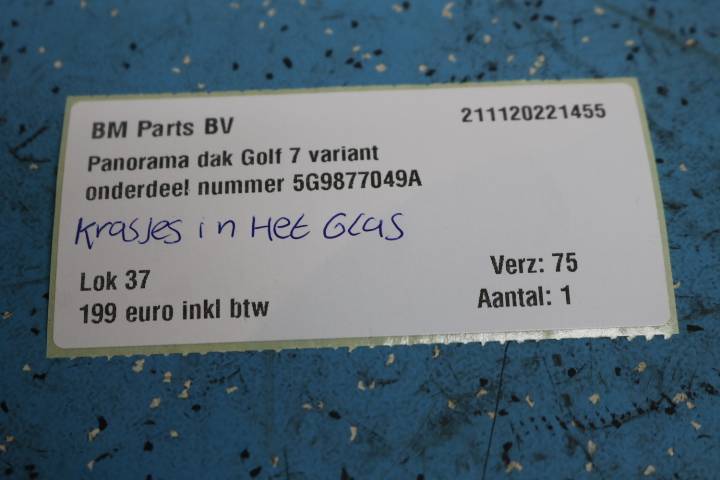 BM Parts BV
211120221455
Panorama dak Golf 7 variant
onderdeel nummer 5G9877049A
Krasjes in Het Glas
Lok 37
Verz: 75
199 euro inkl btw
Aantal: 1